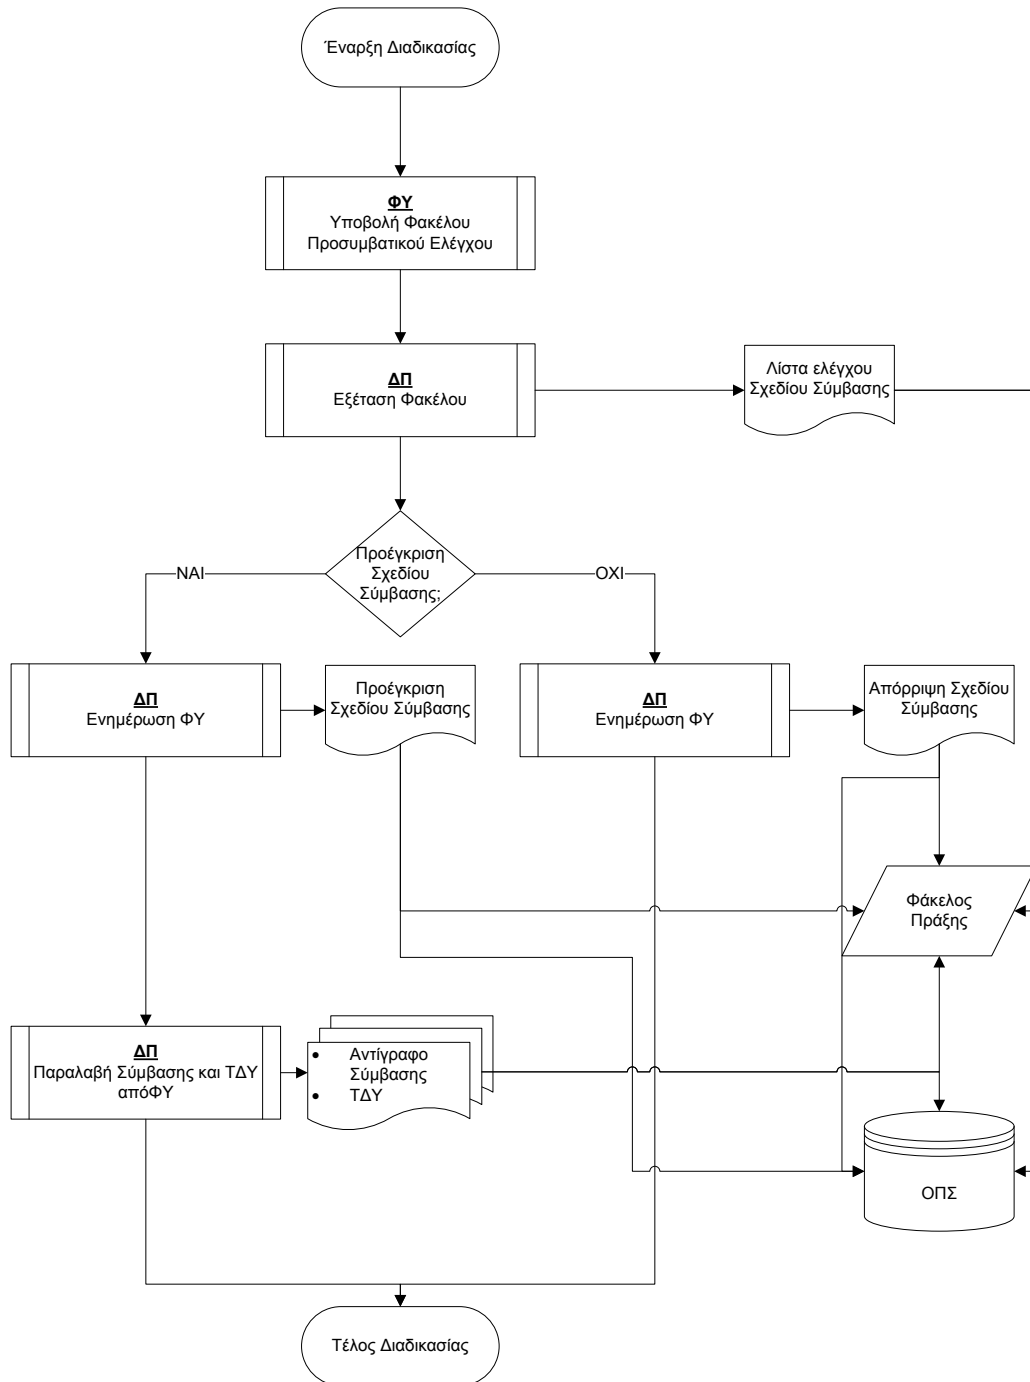 Έναρξη Διαδικασίας
ΦΥ
Υποβολή Φακέλου
Προσυμβατικού Ελέγχου
ΔΠ
Εξέταση Φακέλου
Λίστα ελέγχου
Σχεδίου Σύμβασης
Προέγκριση
Σχεδίου
Σύμβασης;
ΝΑΙ
ΟΧΙ
ΔΠ
Ενημέρωση ΦΥ
Προέγκριση
Σχεδίου Σύμβασης
ΔΠ
Ενημέρωση ΦΥ
Απόρριψη Σχεδίου
Σύμβασης
Φάκελος
Πράξης
ΔΠ
Παραλαβή Σύμβασης και ΤΔΥ
απόΦΥ
• Αντίγραφο
Σύμβασης
• ΤΔΥ
ΟΠΣ
Τέλος Διαδικασίας